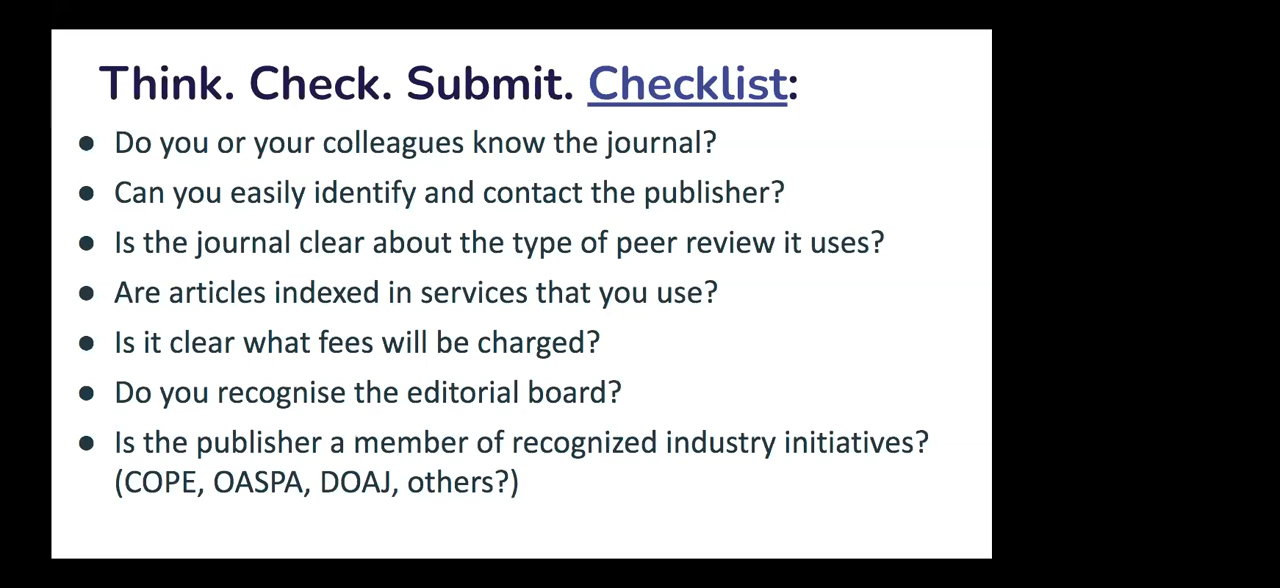 Think. Check. Submit. Checklist:
● Do you or your colleagues know the journal?
● Can you easily identify and contact the publisher?
● Is the journal clear about the type of peer review it uses?
● Are articles indexed in services that you use?
● Is it clear what fees will be charged?
● Do you recognise the editorial board?
● Is the publisher a member of recognized industry initiatives?
(COPE, OASPA, DOAJ, others?)